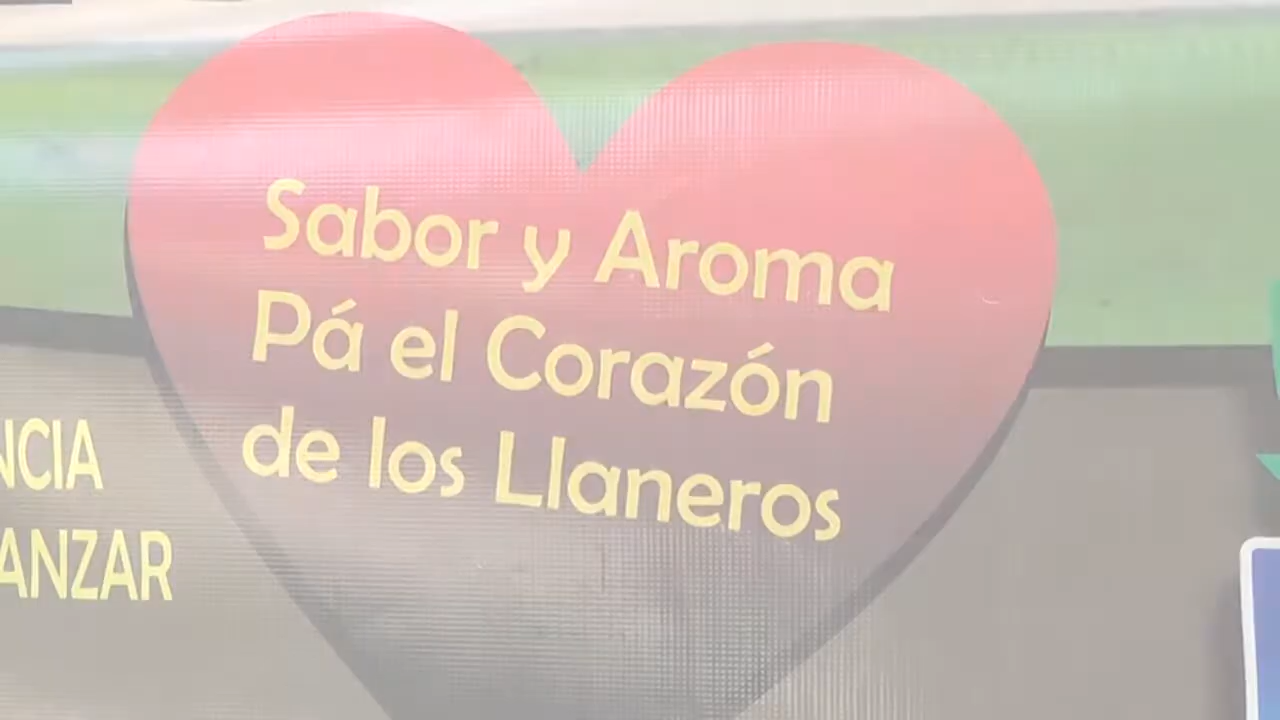 Sabor y Aroma
Pá el Corazón
de los Llaneros
NCIA
ANZAR